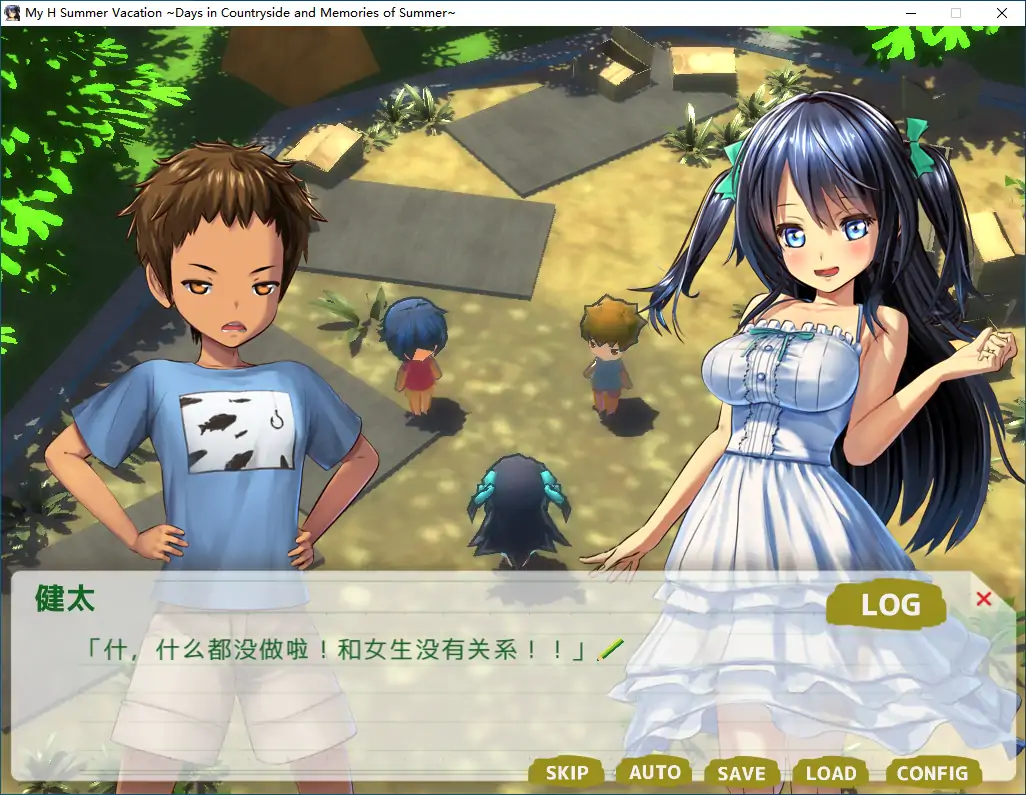 My H Summer Vacation ~Days in Countryside and Memories of Summer~
健太
LOG
「什，什么都没做啦！和女生没有关系！！」
SKIP AUTO SAVE LOAD CONFIG